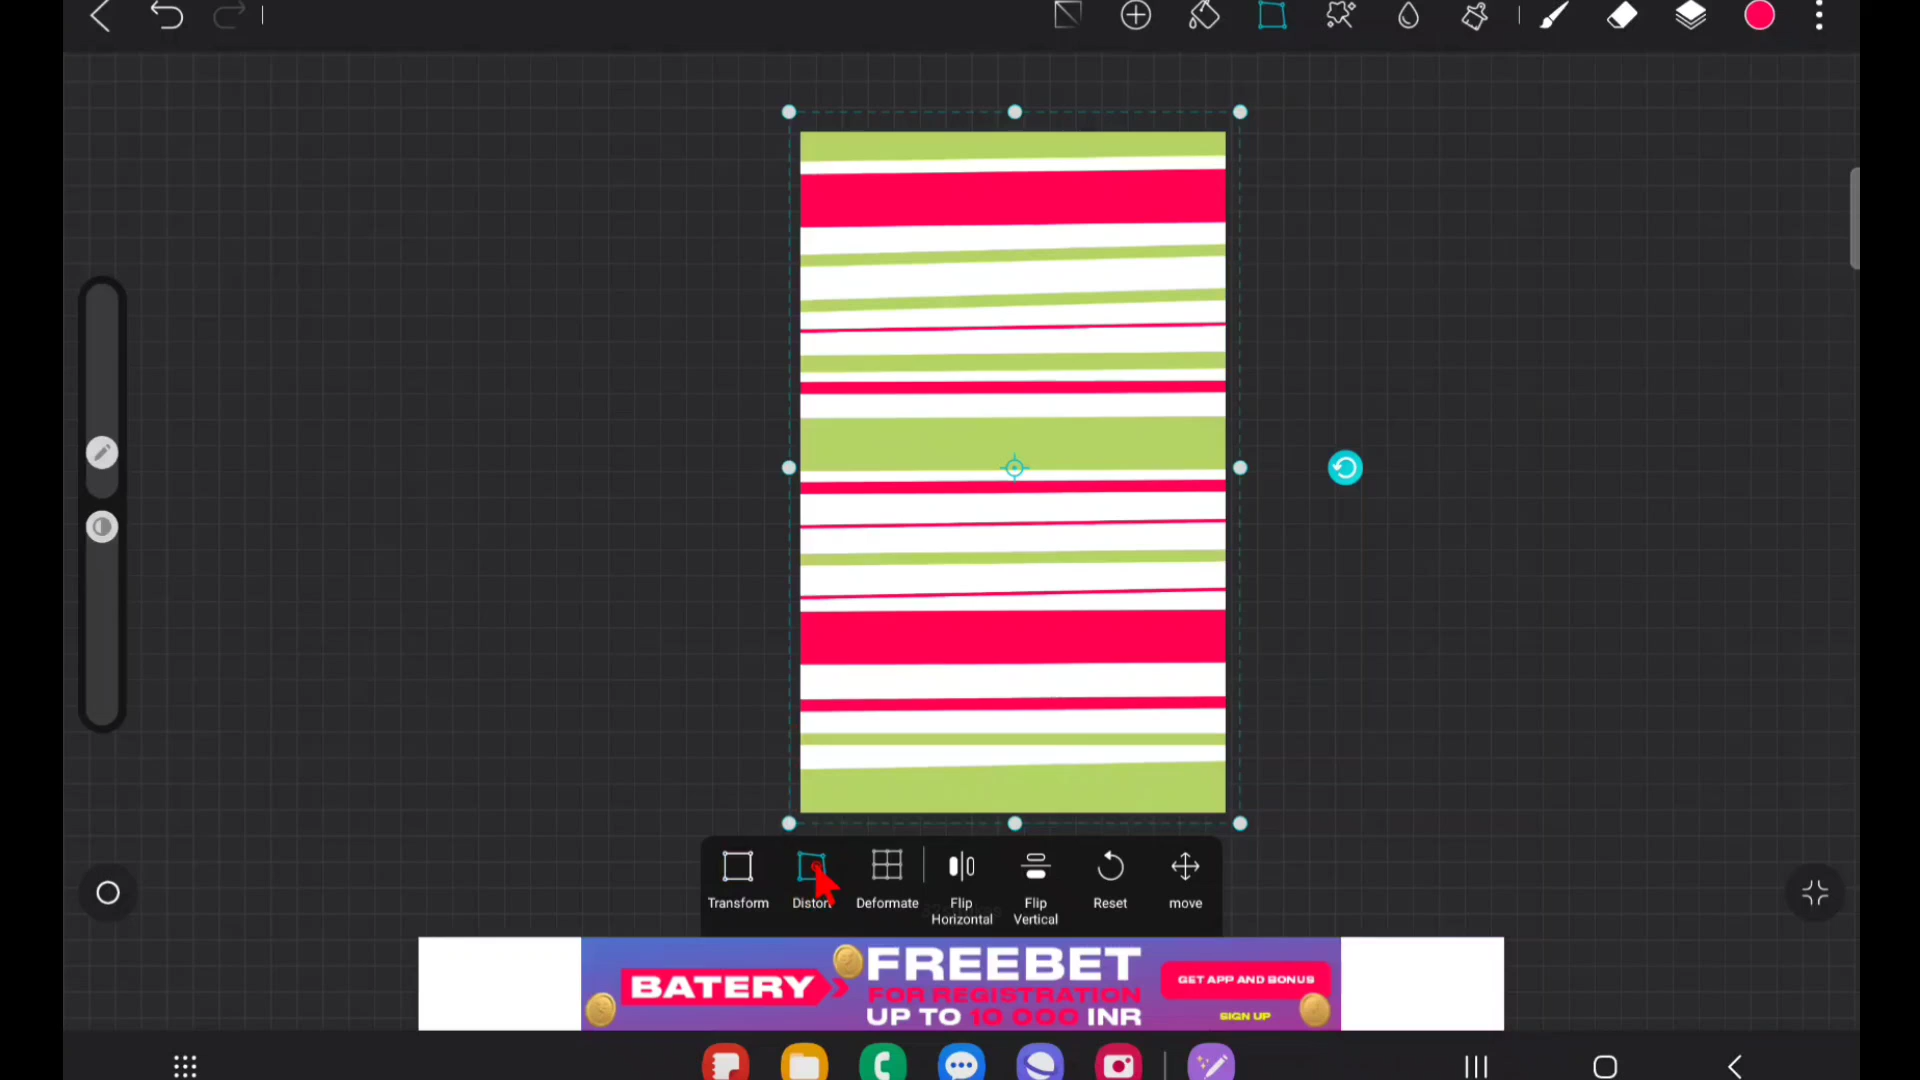 Transform
Distort
Deformate
Flip
Horizontal
Flip
Vertical
Reset
move
BATERY
FREEBET
FOR REGISTRATION
UP TO 10 000 INR
GET APP AND BONUS
SIGN UP